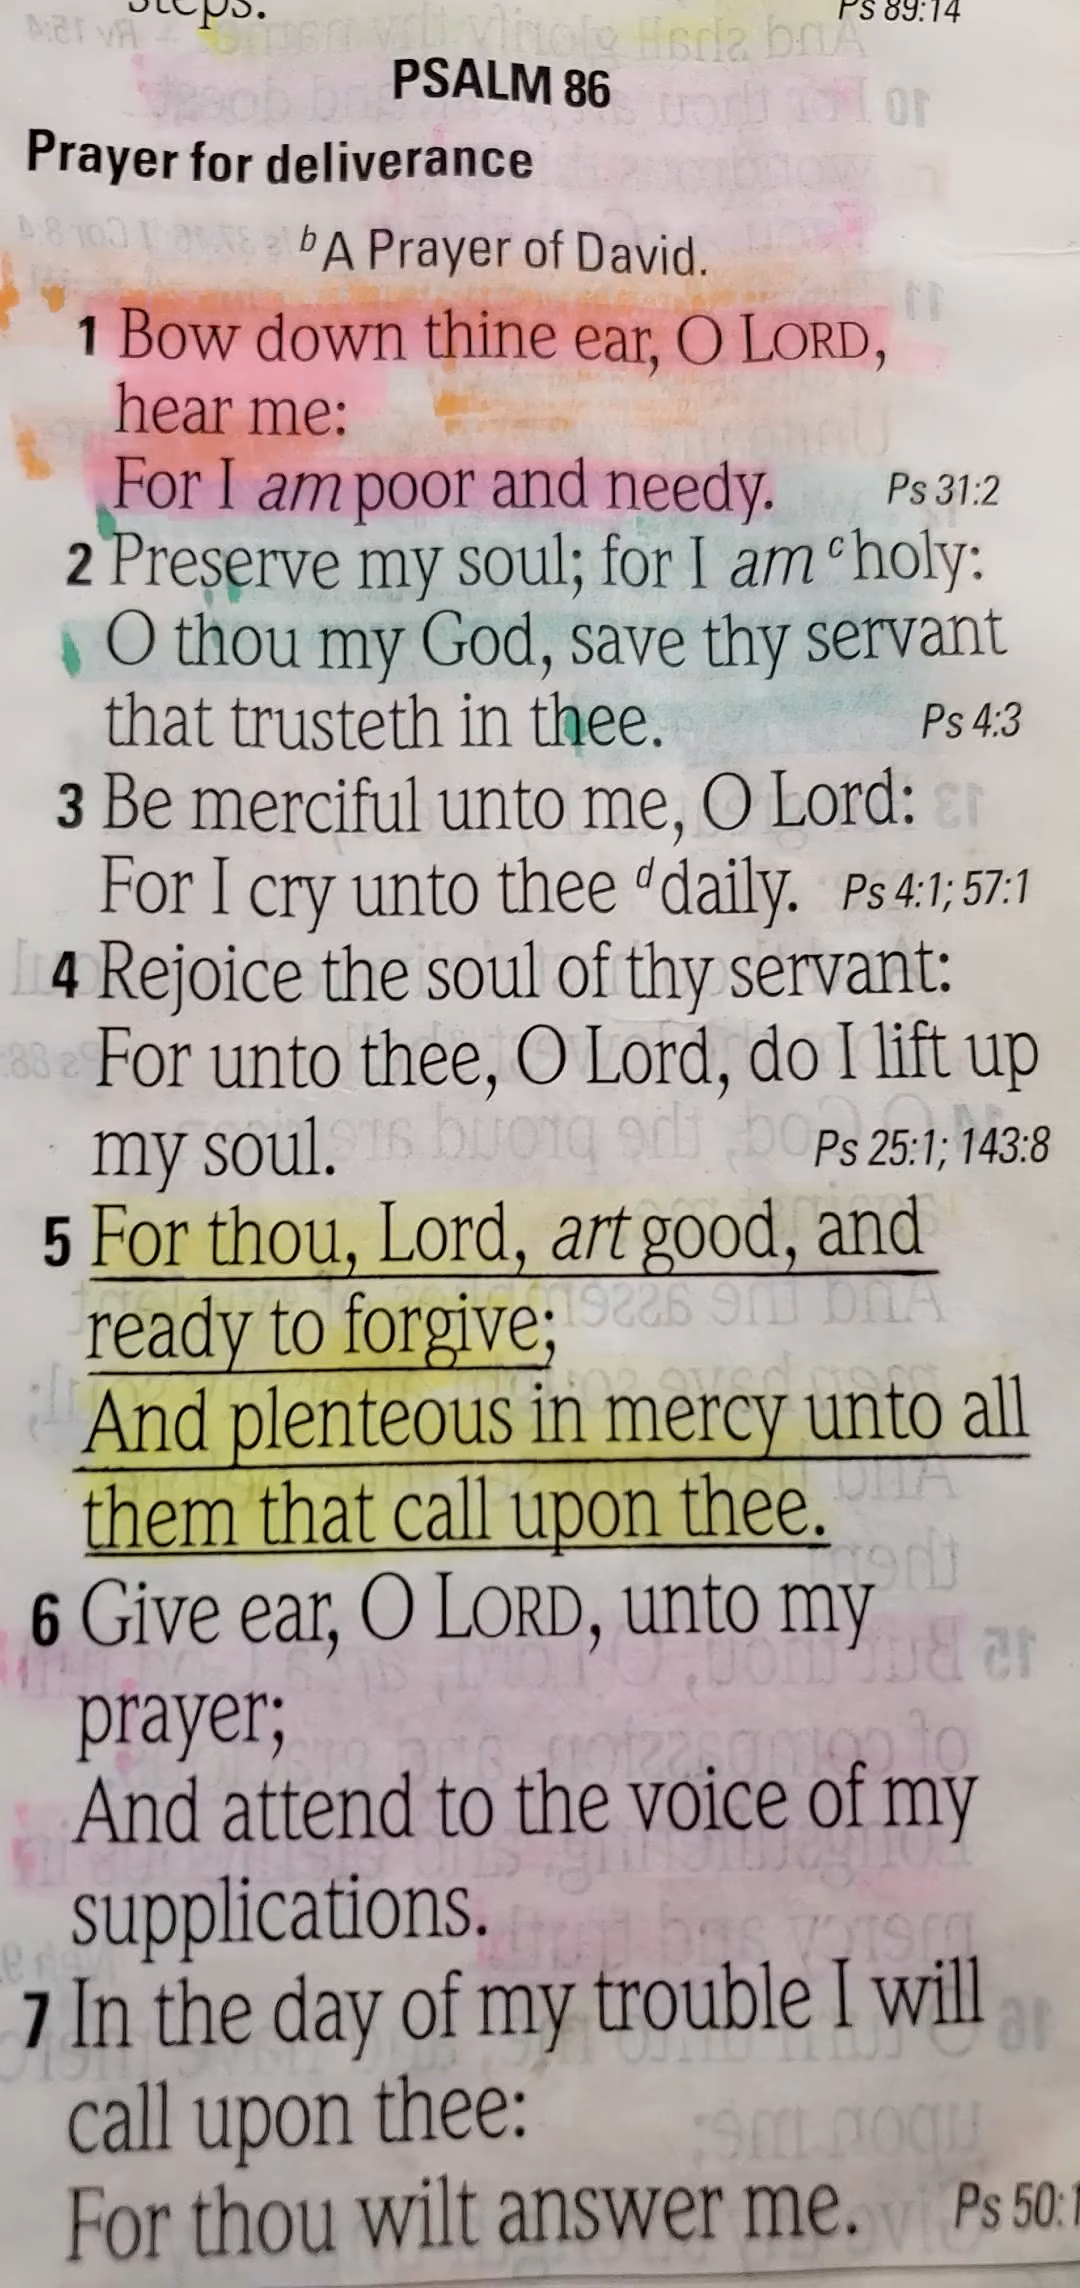 steps.
Ps 89:14
PSALM 86
Prayer for deliverance
b A Prayer of David.
1 Bow down thine ear, O LORD,
hear me:
For I am poor and needy. Ps 31:2
2 Preserve my soul; for I am c holy:
O thou my God, save thy servant
that trusteth in thee. Ps 4:3
3 Be merciful unto me, O Lord:
For I cry unto thee d daily. Ps 4:1; 57:1
4 Rejoice the soul of thy servant:
For unto thee, O Lord, do I lift up
my soul. Ps 25:1; 143:8
5 For thou, Lord, art good, and
ready to forgive;
And plenteous in mercy unto all
them that call upon thee.
6 Give ear, O LORD, unto my
prayer;
And attend to the voice of my
supplications.
7 In the day of my trouble I will
call upon thee:
For thou wilt answer me. Ps 50:1